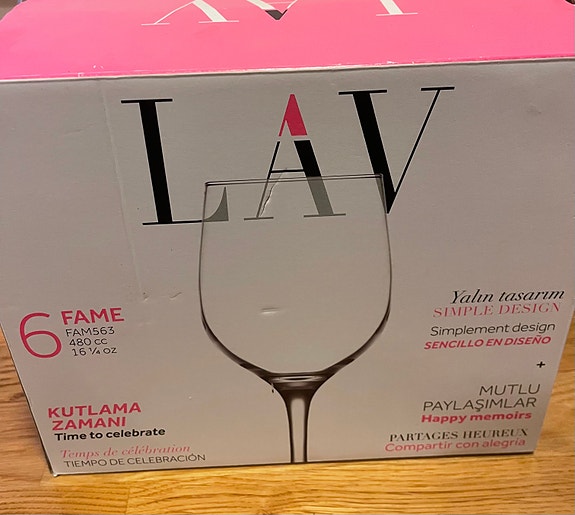 LAV
LAV
6 FAME
FAM563
480 cc
16 ¼ oz
KUTLAMA
ZAMANI
Time to celebrate
Temps de célébration
TIEMPO DE CELEBRACIÓN
Yalın tasarım
SIMPLE DESIGN
Simplement design
SENCILLO EN DISEÑO
+
MUTLU
PAYLAŞIMLAR
Happy memoirs
PARTAGES HEUREUX
Compartir con alegría